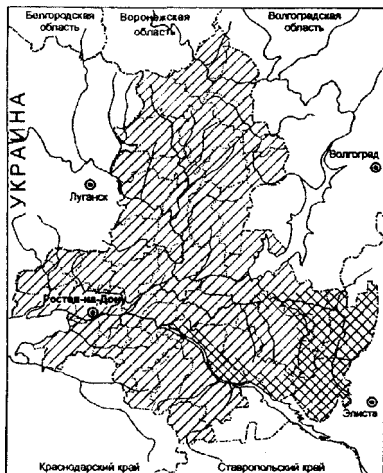 Белгородская
область
Воронежская
область
Волгоградская
область
УКРАИНА
Волгоград
Луганск
Ростов-на-Дону
Элиста
Краснодарский край
Ставропольский край